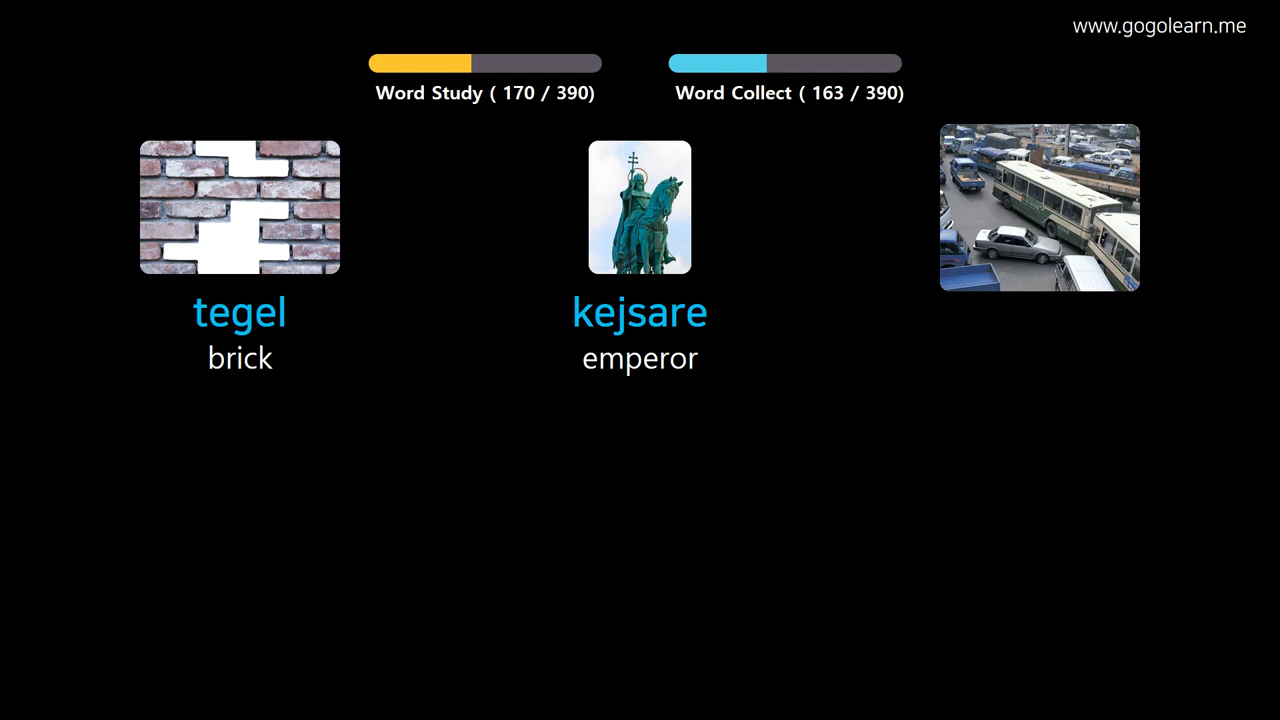 www.gogolearn.me
Word Study ( 170 / 390)
Word Collect ( 163 / 390)
tegel
brick
kejsare
emperor